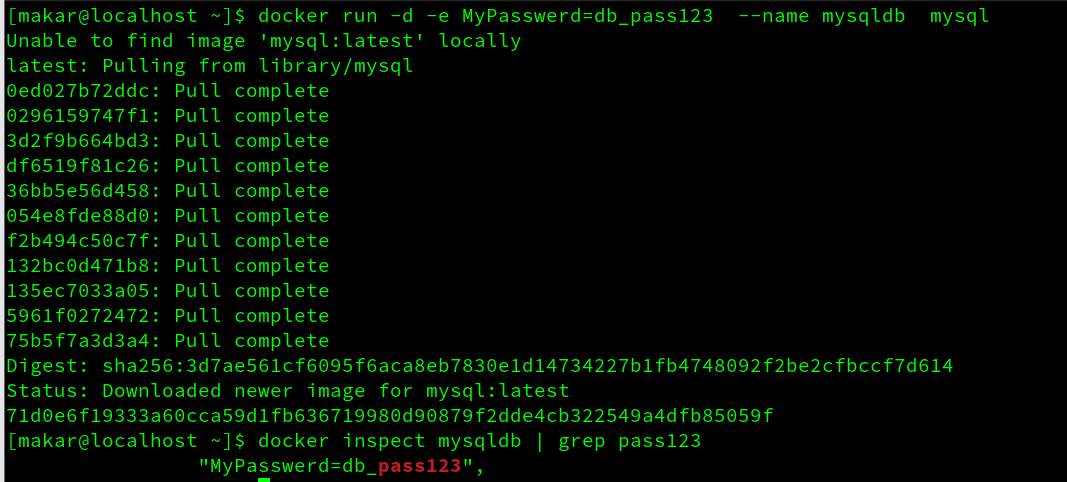 [makar@localhost ~]$ docker run -d -e MyPasswerd=db_pass123  --name mysqldb  mysql
Unable to find image 'mysql:latest' locally
latest: Pulling from library/mysql
0ed027b72ddc: Pull complete
0296159747f1: Pull complete
3d2f9b664bd3: Pull complete
df6519f81c26: Pull complete
36bb5e56d458: Pull complete
054e8fde88d0: Pull complete
f2b494c50c7f: Pull complete
132bc0d471b8: Pull complete
135ec7033a05: Pull complete
5961f0272472: Pull complete
75b5f7a3d3a4: Pull complete
Digest: sha256:3d7ae561cf6095f6aca8eb7830e1d14734227b1fb4748092f2be2cfbccf7d614
Status: Downloaded newer image for mysql:latest
71d0e6f19333a60cca59d1fb636719980d90879f2dde4cb322549a4dfb85059f
[makar@localhost ~]$ docker inspect mysqldb | grep pass123
                "MyPasswerd=db_pass123",